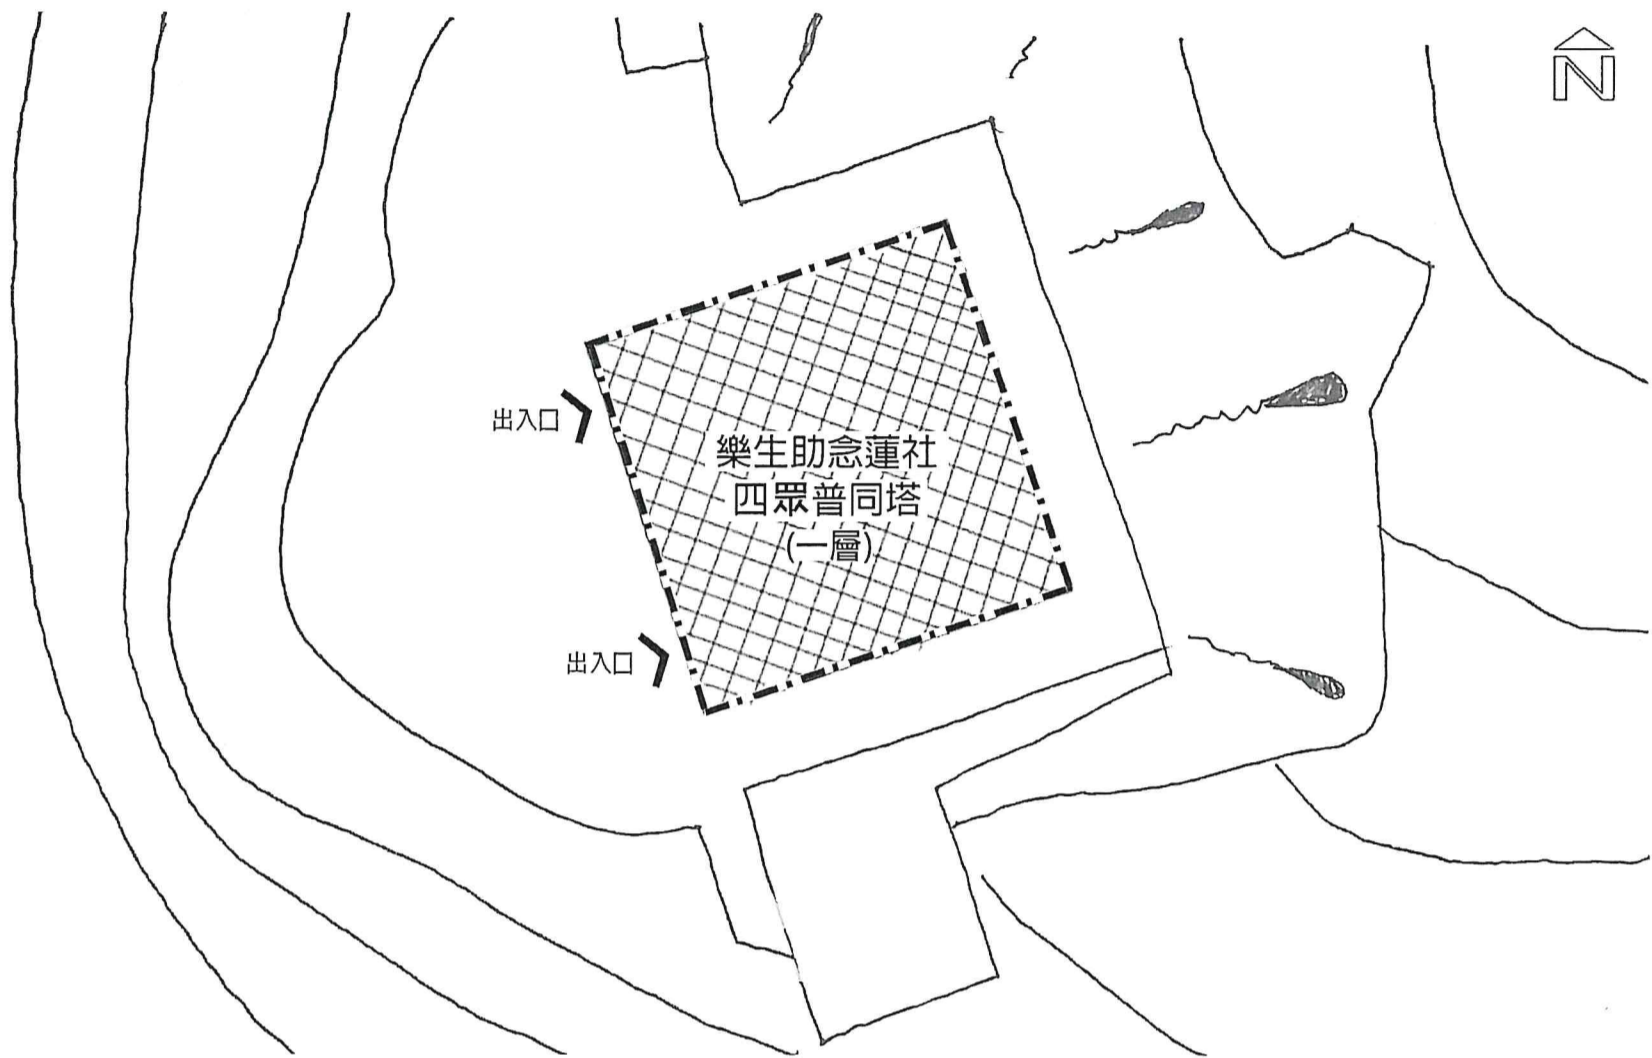 N
出入口
樂生助念蓮社
四眾普同塔
(一層)
出入口